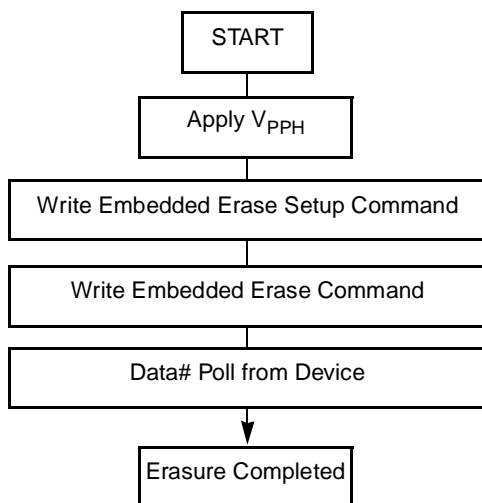 START
Apply VPPH
Write Embedded Erase Setup Command
Write Embedded Erase Command
Data# Poll from Device
Erasure Completed